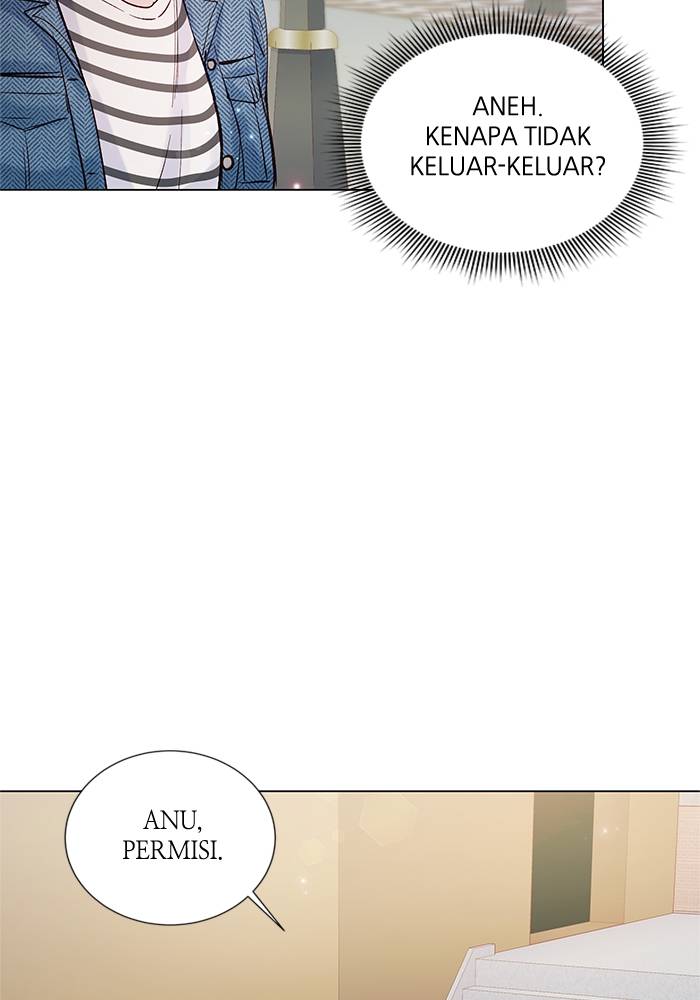 ANEH.
KENAPA TIDAK
KELUAR-KELUAR?
ANU,
PERMISI.